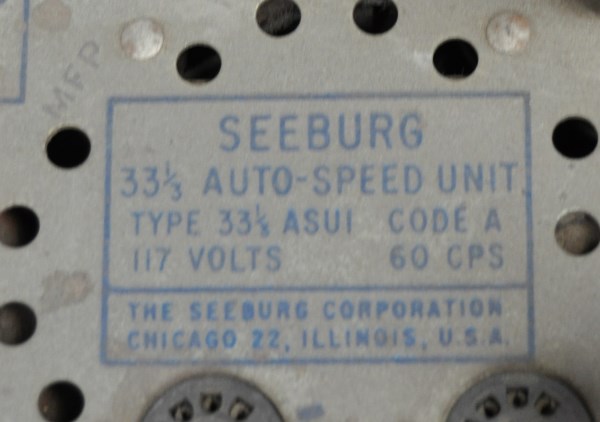 MFP
SEEBURG
33⅓ AUTO-SPEED UNIT
TYPE 33⅓ ASU1 CODE A
117 VOLTS 60 CPS
THE SEEBURG CORPORATION
CHICAGO 22, ILLINOIS, U.S.A.